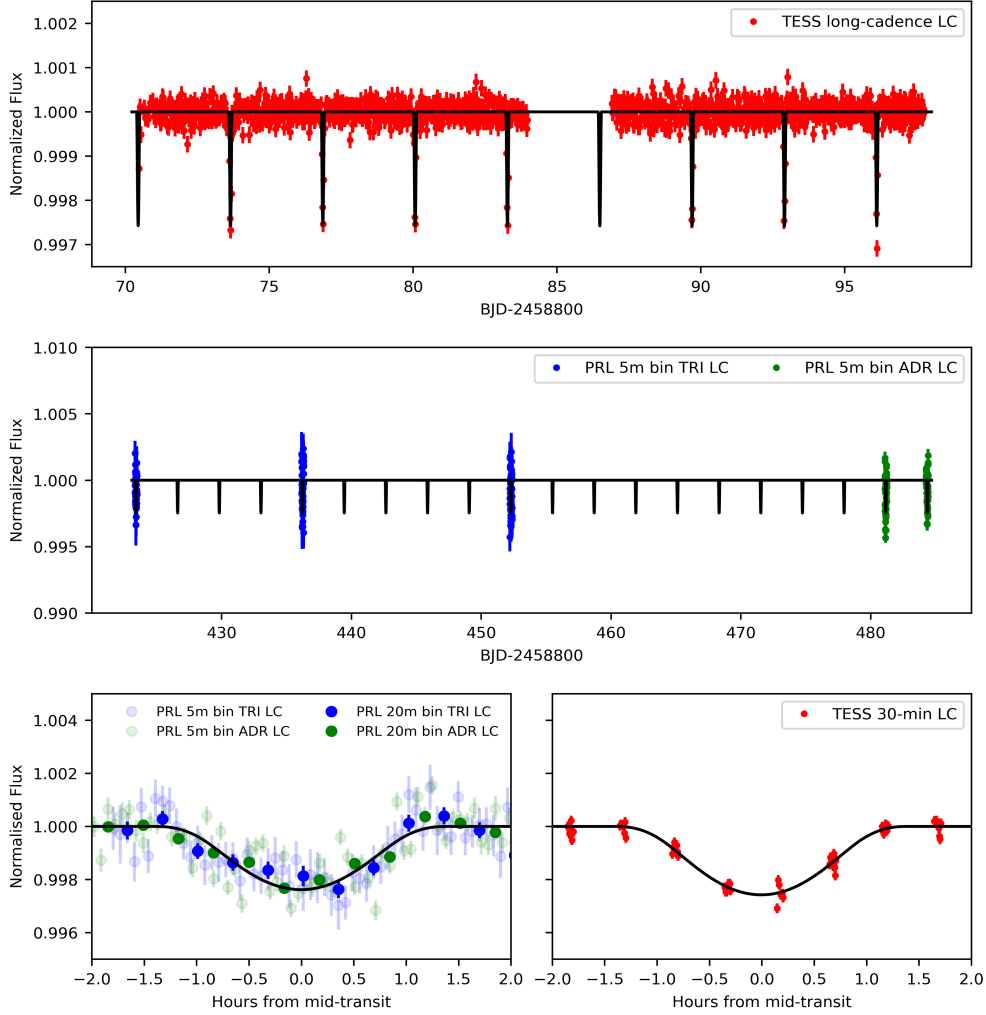 1.002
1.001
1.000
0.999
0.998
0.997
Normalized Flux
TESS long-cadence LC
70 75 80 85 90 95
BJD-2458800
1.010
1.005
1.000
0.995
0.990
Normalized Flux
PRL 5m bin TRI LC PRL 5m bin ADR LC
430 440 450 460 470 480
BJD-2458800
1.004
1.002
1.000
0.998
0.996
Normalised Flux
PRL 5m bin TRI LC PRL 20m bin TRI LC
PRL 5m bin ADR LC PRL 20m bin ADR LC
−2.0 −1.5 −1.0 −0.5 0.0 0.5 1.0 1.5 2.0
Hours from mid-transit
TESS 30-min LC
−2.0 −1.5 −1.0 −0.5 0.0 0.5 1.0 1.5 2.0
Hours from mid-transit